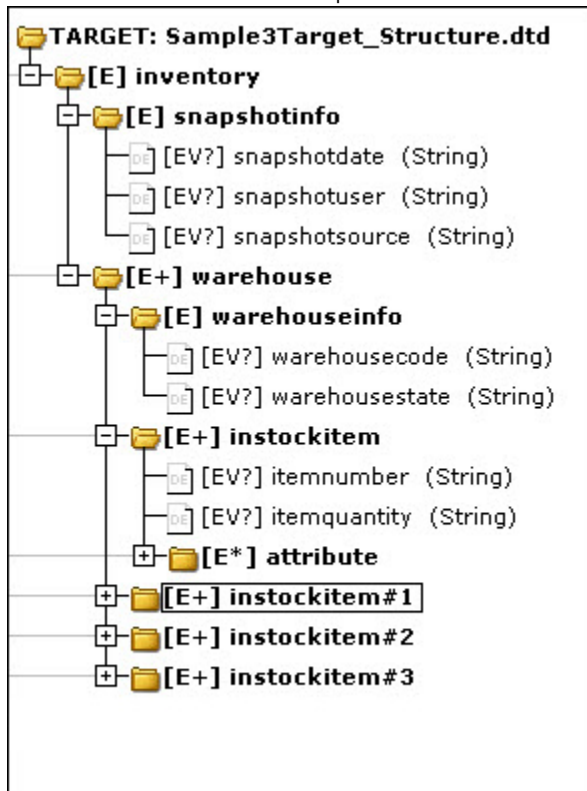 TARGET: Sample3Target_Structure.dtd
[E] inventory
[E] snapshotinfo
[EV?] snapshotdate (String)
[EV?] snapshotuser (String)
[EV?] snapshotsource (String)
[E+] warehouse
[E] warehouseinfo
[EV?] warehousecode (String)
[EV?] warehousestate (String)
[E+] instockitem
[EV?] itemnumber (String)
[EV?] itemquantity (String)
[E*] attribute
[E+] instockitem#1
[E+] instockitem#2
[E+] instockitem#3